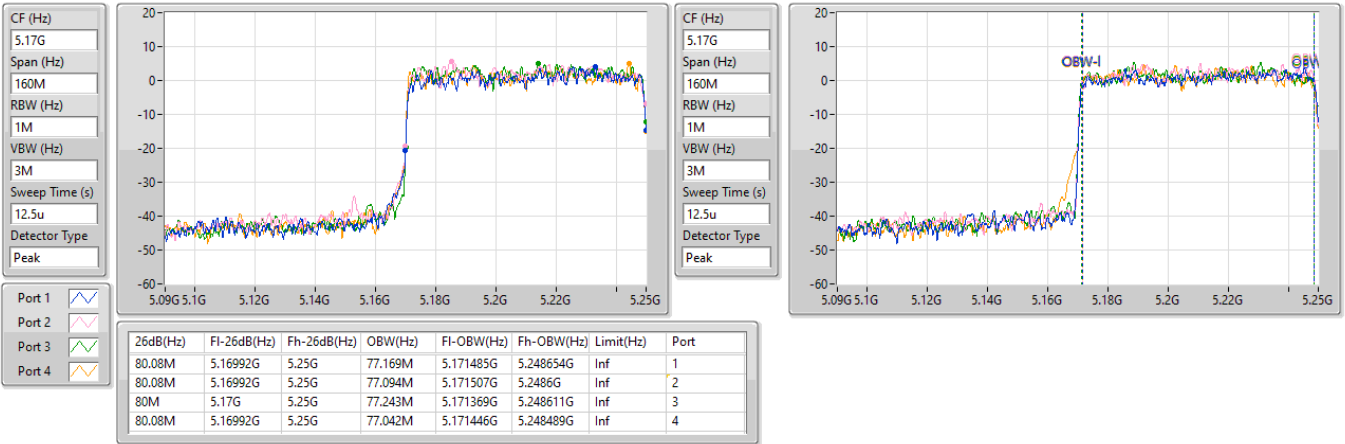 CF (Hz)
5.17G
Span (Hz)
160M
RBW (Hz)
1M
VBW (Hz)
3M
Sweep Time (s)
12.5u
Detector Type
Peak
20
10
0
-10
-20
-30
-40
-50
-60
5.09G 5.1G 5.12G 5.14G 5.16G 5.18G 5.2G 5.22G 5.25G
CF (Hz)
5.17G
Span (Hz)
160M
RBW (Hz)
1M
VBW (Hz)
3M
Sweep Time (s)
12.5u
Detector Type
Peak
20
10
0
-10
-20
-30
-40
-50
-60
OBW-l
OBW
5.09G 5.1G 5.12G 5.14G 5.16G 5.18G 5.2G 5.22G 5.25G
Port 1
Port 2
Port 3
Port 4
26dB(Hz) Fl-26dB(Hz) Fh-26dB(Hz) OBW(Hz) Fl-OBW(Hz) Fh-OBW(Hz) Limit(Hz) Port
80.08M 5.16992G 5.25G 77.169M 5.171485G 5.248654G Inf 1
80.08M 5.16992G 5.25G 77.094M 5.171507G 5.2486G Inf 2
80M 5.17G 5.25G 77.243M 5.171369G 5.248611G Inf 3
80.08M 5.16992G 5.25G 77.042M 5.171446G 5.248489G Inf 4